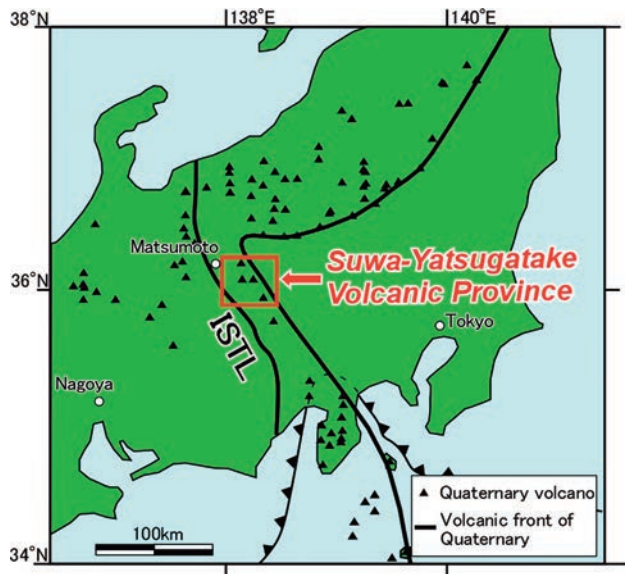 138°E
140°E
38°N
Matsumoto
Suwa-Yatsugatake
Volcanic Province
36°N
ISTL
Tokyo
Nagoya
Quaternary volcano
Volcanic front of
Quaternary
100km
34°N